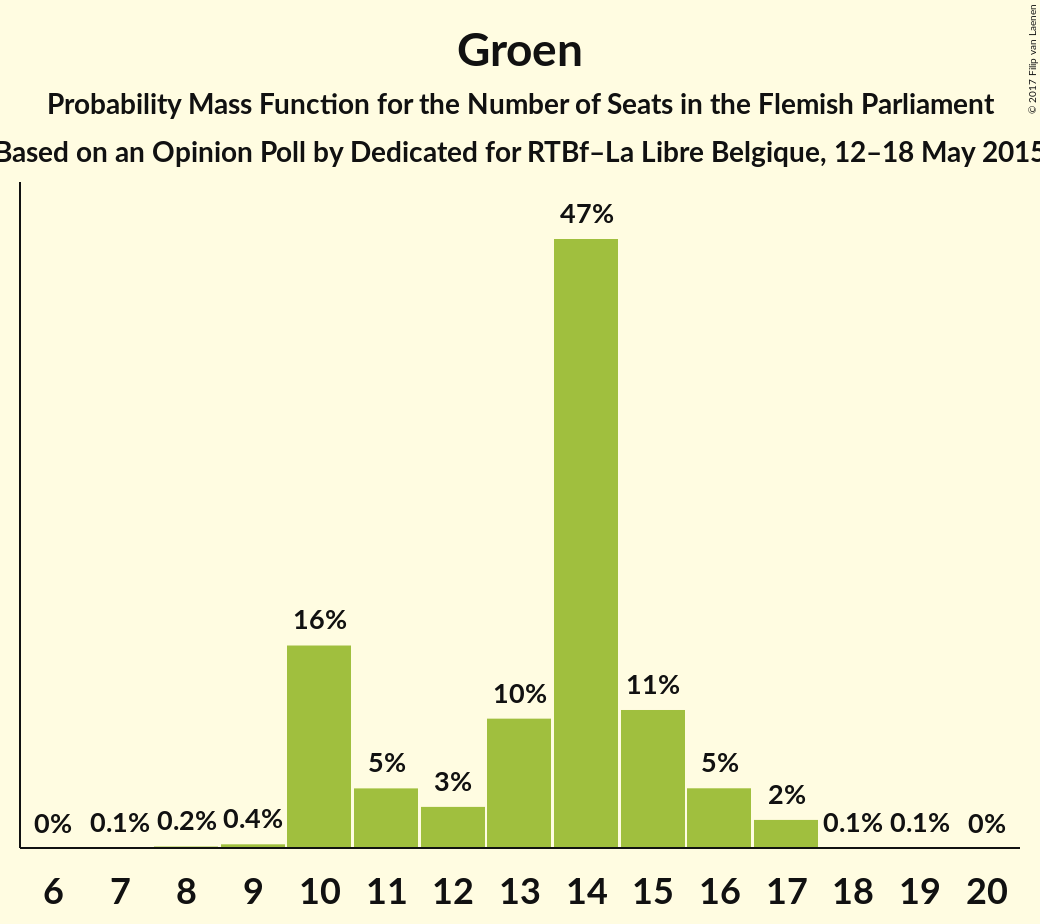 Groen
Probability Mass Function for the Number of Seats in the Flemish Parliament
Based on an Opinion Poll by Dedicated for RTBf–La Libre Belgique, 12–18 May 2015
© 2017 Filip van Laenen
0% 0.1% 0.2% 0.4% 16% 5% 3% 10% 47% 11% 5% 2% 0.1% 0.1% 0%
6 7 8 9 10 11 12 13 14 15 16 17 18 19 20